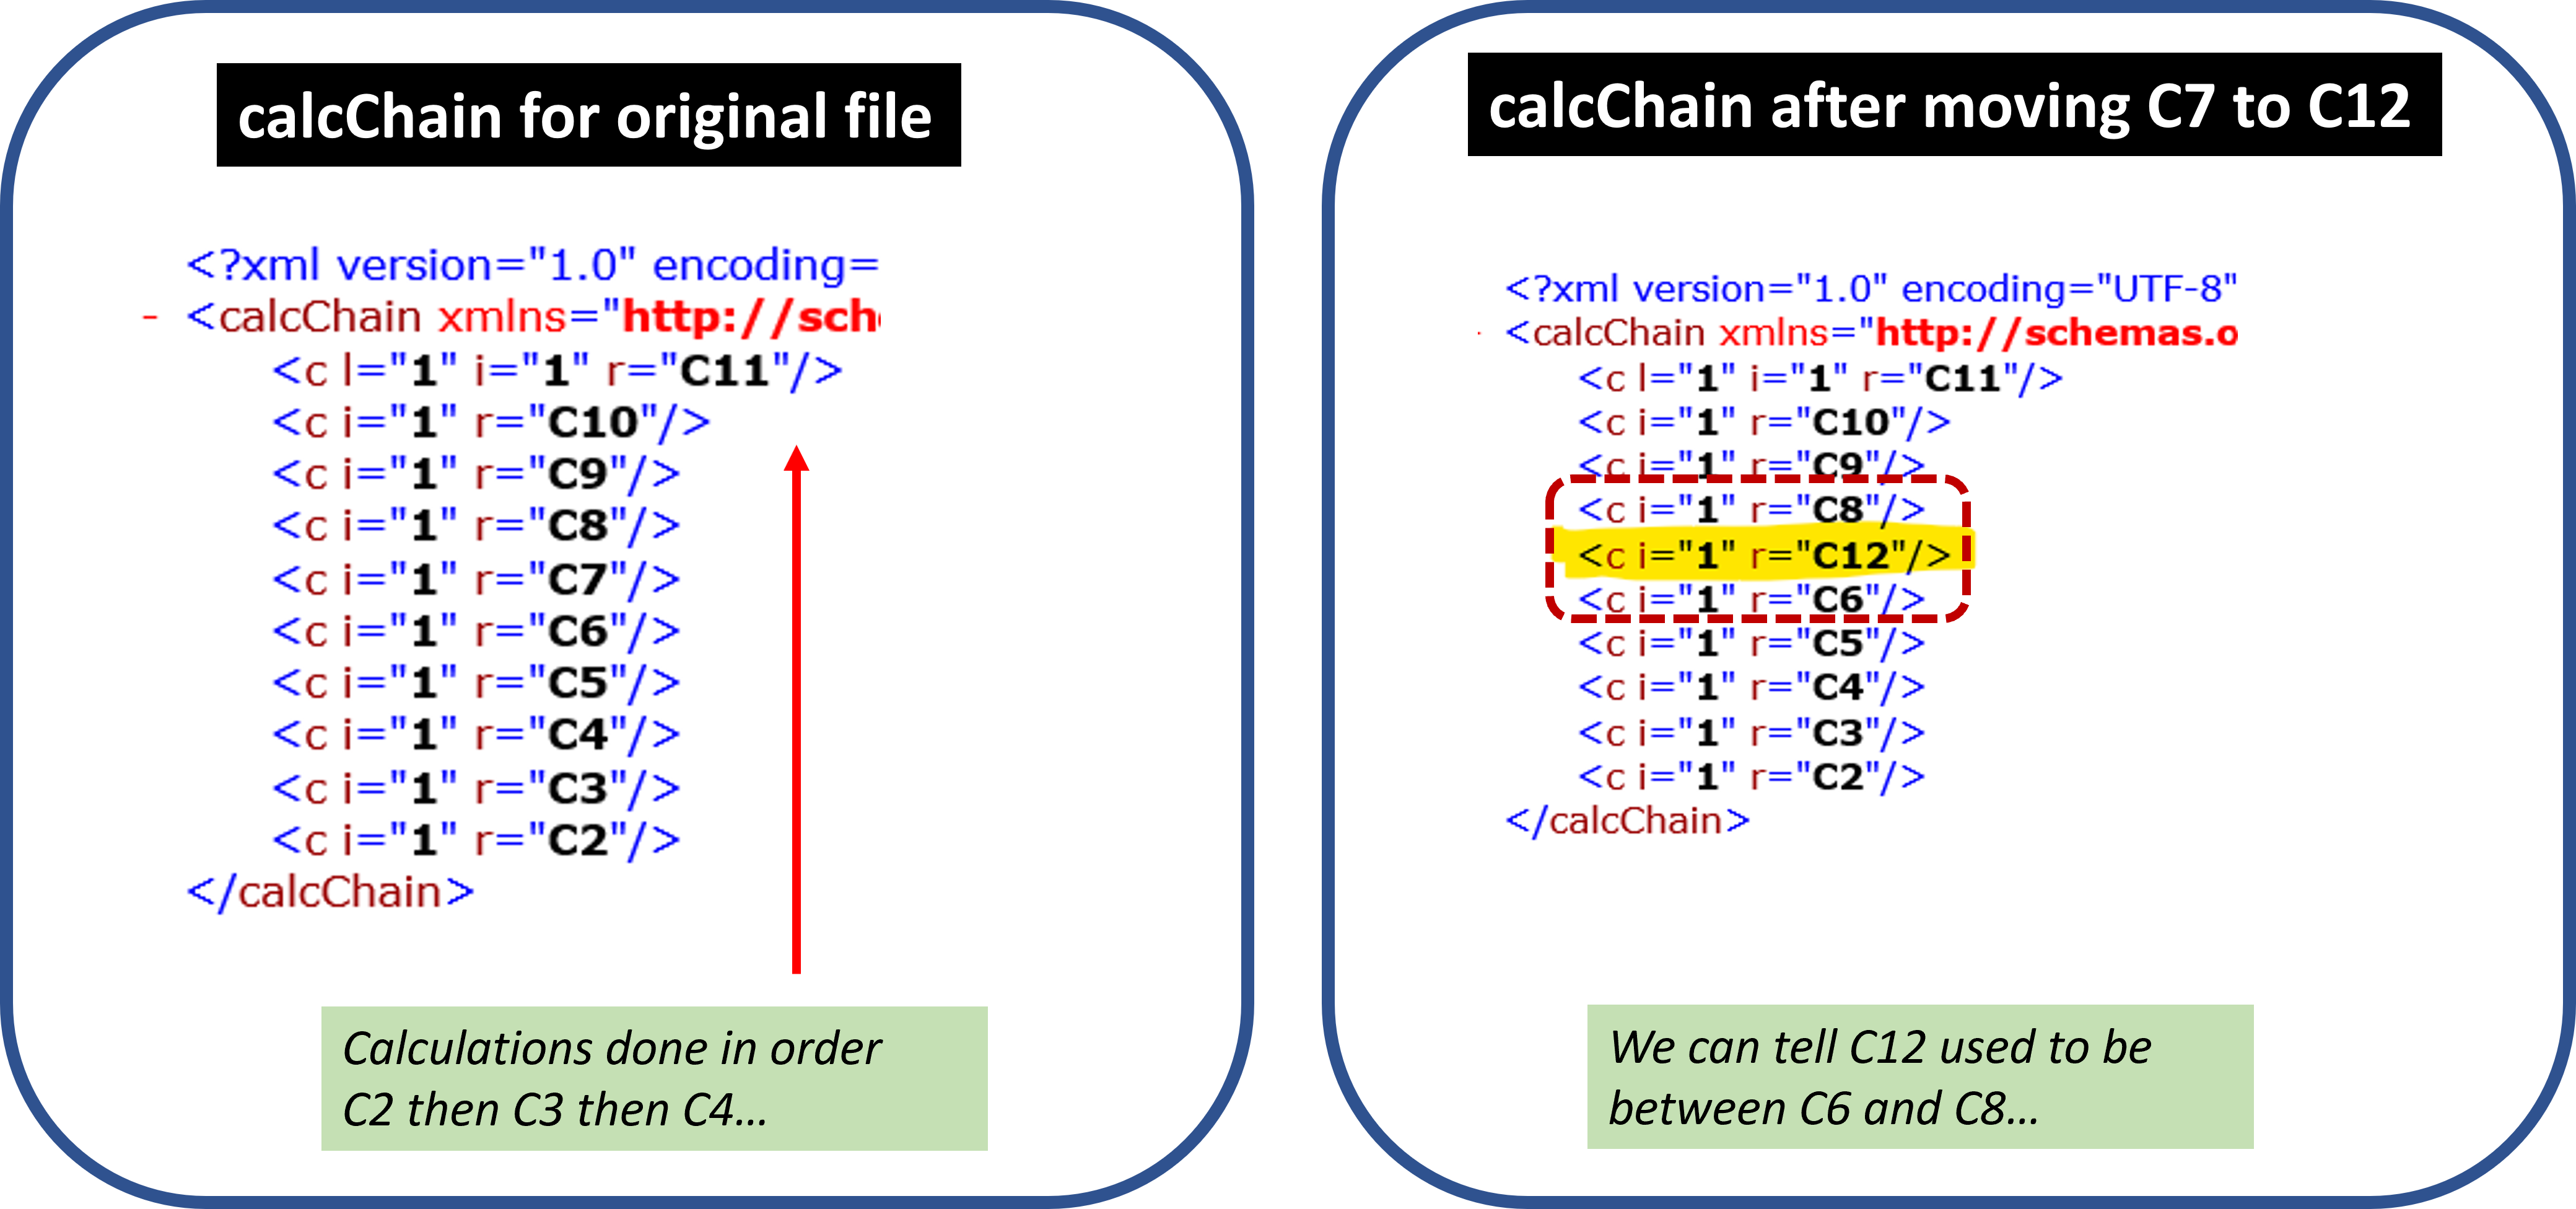 calcChain for original file
<?xml version="1.0" encoding=
- <calcChain xmlns="http://sch
<c l="1" i="1" r="C11"/>
<c i="1" r="C10"/>
<c i="1" r="C9"/>
<c i="1" r="C8"/>
<c i="1" r="C7"/>
<c i="1" r="C6"/>
<c i="1" r="C5"/>
<c i="1" r="C4"/>
<c i="1" r="C3"/>
<c i="1" r="C2"/>
</calcChain>
Calculations done in order
C2 then C3 then C4...
calcChain after moving C7 to C12
<?xml version="1.0" encoding="UTF-8"
<calcChain xmlns="http://schemas.o
<c l="1" i="1" r="C11"/>
<c i="1" r="C10"/>
<c i="1" r="C9"/>
<c i="1" r="C8"/>
<c i="1" r="C12"/>
<c i="1" r="C6"/>
<c i="1" r="C5"/>
<c i="1" r="C4"/>
<c i="1" r="C3"/>
<c i="1" r="C2"/>
</calcChain>
We can tell C12 used to be
between C6 and C8...